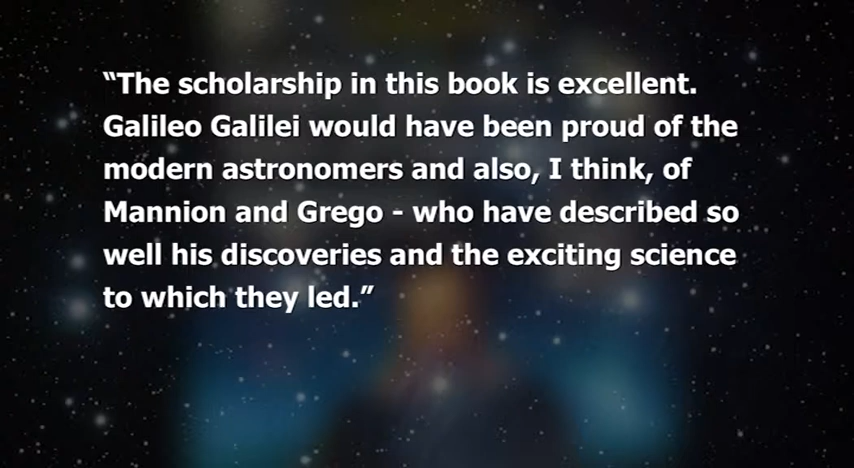 “The scholarship in this book is excellent.
Galileo Galilei would have been proud of the
modern astronomers and also, I think, of
Mannion and Grego - who have described so
well his discoveries and the exciting science
to which they led.”